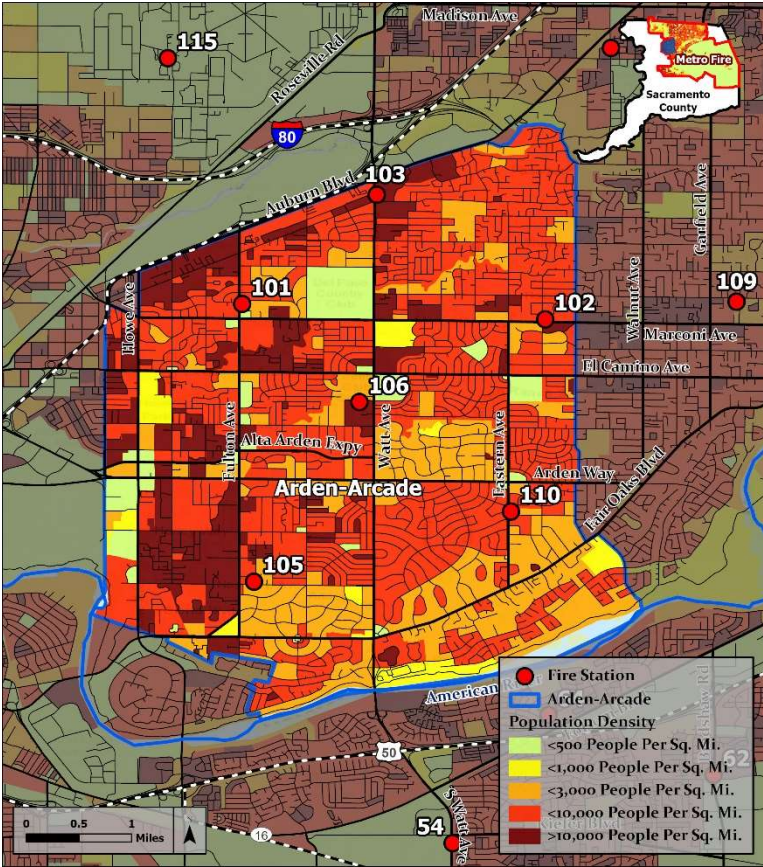 Madison Ave
115
Roseville Rd
Metro Fire
Sacramento
County
80
Auburn Blvd
103
Garfield Ave
Walnut Ave
109
101
102
Howe Ave
Marconi Ave
El Camino Ave
106
Fulton Ave
Watt Ave
Alta Arden Expy
Eastern Ave
Arden Way
Fair Oaks Blvd
Arden-Arcade
110
105
American River
50
S Watt Ave
16
54
62
0 0.5 1
Miles
Fire Station
Arden-Arcade
Population Density
<500 People Per Sq. Mi.
<1,000 People Per Sq. Mi.
<3,000 People Per Sq. Mi.
<10,000 People Per Sq. Mi.
>10,000 People Per Sq. Mi.